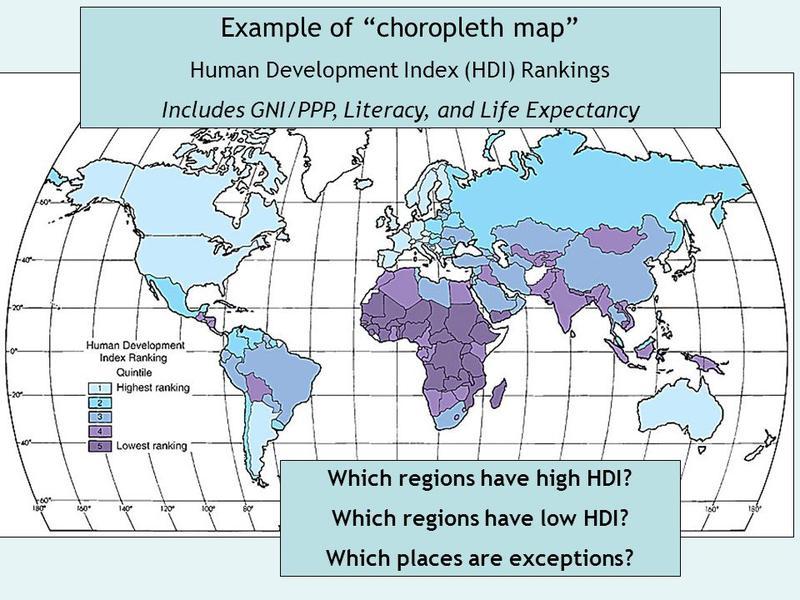 Example of “choropleth map”
Human Development Index (HDI) Rankings
Includes GNI/PPP, Literacy, and Life Expectancy
60°
40°
20°
0°
20°
40°
60°
Human Development
Index Ranking
Quintile
1 Highest ranking
2
3
4
5 Lowest ranking
180° 160° 140° 120° 100° 80° 160° 180°
Which regions have high HDI?
Which regions have low HDI?
Which places are exceptions?